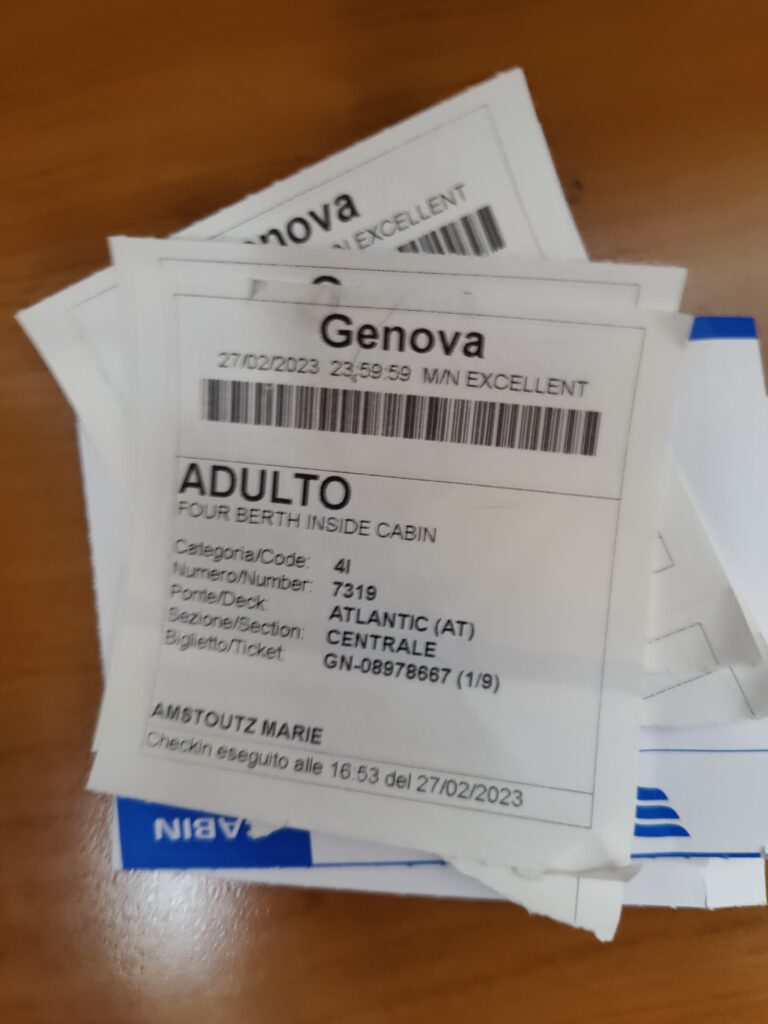 nova
N EXCELLENT
Genova
27/02/2023 23:59:59 M/N EXCELLENT
ADULTO
FOUR BERTH INSIDE CABIN
Categoria/Code: 4I
Numero/Number: 7319
Ponte/Deck: ATLANTIC (AT)
Sezione/Section: CENTRALE
Biglietto/Ticket: GN-08978667 (1/9)
AMSTOUTZ MARIE
Checkin eseguito alle 16:53 del 27/02/2023
CABIN